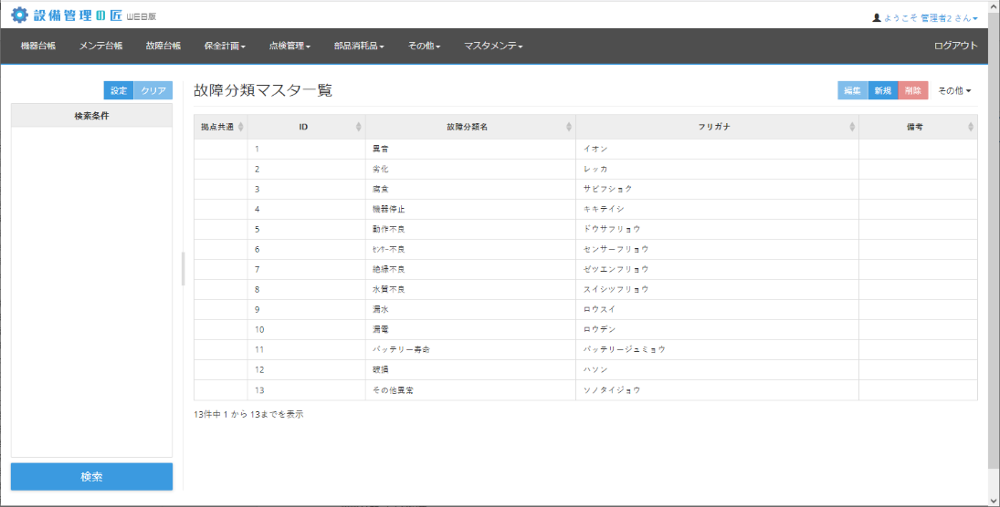 設備管理の匠 WEB版
ようこそ 管理者2 さん
機器台帳 メンテ台帳 故障台帳 保全計画 点検管理 部品消耗品 その他 マスタメンテ ログアウト
設定 クリア
検索条件
検索
故障分類マスタ一覧
編集 新規 削除 その他
拠点共通 ID 故障分類名 フリガナ 備考
1 異音 イオン
2 劣化 レッカ
3 腐食 サビフショク
4 機器停止 キキテイシ
5 動作不良 ドウサフリョウ
6 ｾﾝｻｰ不良 センサーフリョウ
7 絶縁不良 ゼツエンフリョウ
8 水質不良 スイシツフリョウ
9 漏水 ロウスイ
10 漏電 ロウデン
11 バッテリー寿命 バッテリージュミョウ
12 破損 ハソン
13 その他異常 ソノタイジョウ
13件中 1 から 13までを表示